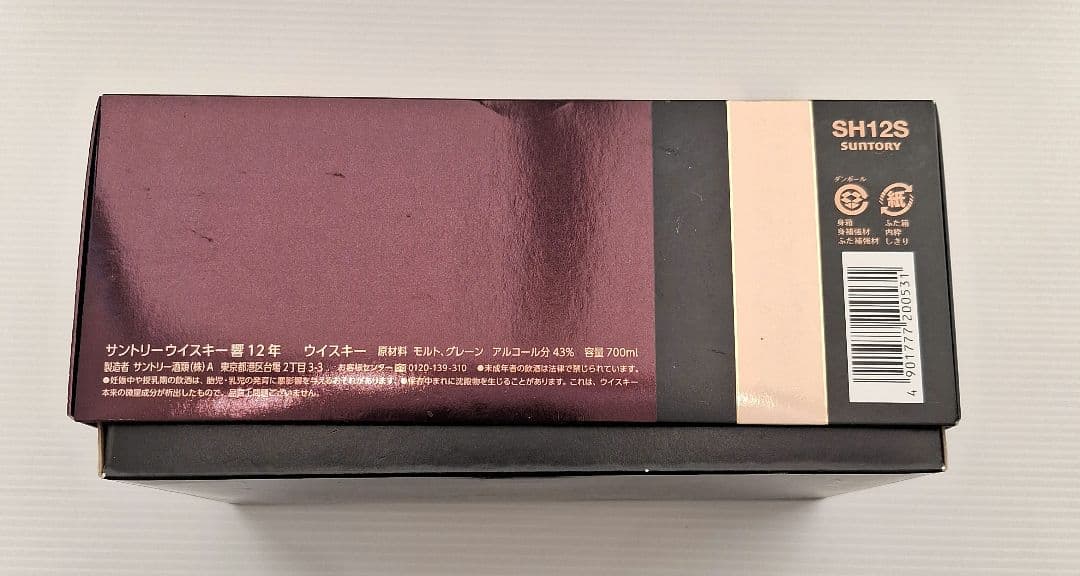 SH12S
SUNTORY
ダンボール
紙
身箱
身補強材
ふた補強材
ふた箱
内枠
しきり
4 901777 200531
サントリーウイスキー 響 12年 ウイスキー 原材料 モルト、グレーン アルコール分 43% 容量 700ml
製造者 サントリー酒類(株)A 東京都港区台場2丁目3-3 お客様センター 0120-139-310 ●未成年者の飲酒は法律で禁じられています。
●妊娠中や授乳期の飲酒は、胎児・乳児の発育に悪影響を与えるおそれがあります。●保存中まれに沈殿物を生じることがあります。これは、ウイスキー
本来の微量成分が析出したもので、品質上問題ございません。